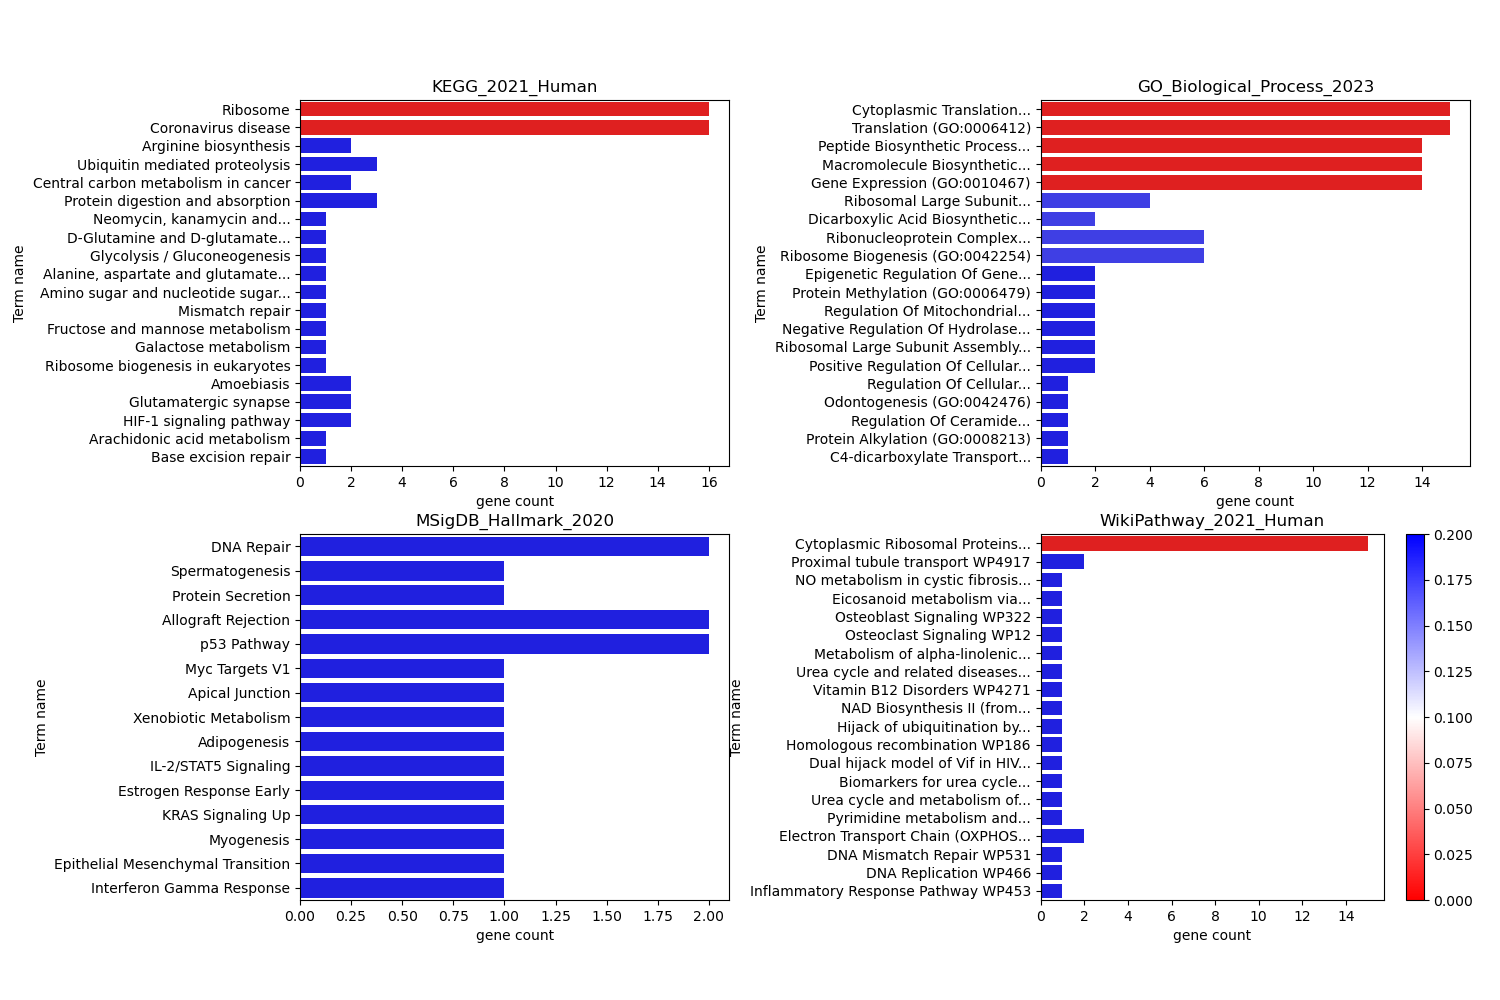 KEGG_2021_Human
Term name
Ribosome
Coronavirus disease
Arginine biosynthesis
Ubiquitin mediated proteolysis
Central carbon metabolism in cancer
Protein digestion and absorption
Neomycin, kanamycin and...
D-Glutamine and D-glutamate...
Glycolysis / Gluconeogenesis
Alanine, aspartate and glutamate...
Amino sugar and nucleotide sugar...
Mismatch repair
Fructose and mannose metabolism
Galactose metabolism
Ribosome biogenesis in eukaryotes
Amoebiasis
Glutamatergic synapse
HIF-1 signaling pathway
Arachidonic acid metabolism
Base excision repair
0 2 4 6 8 10 12 14 16
gene count
GO_Biological_Process_2023
Term name
Cytoplasmic Translation...
Translation (GO:0006412)
Peptide Biosynthetic Process...
Macromolecule Biosynthetic...
Gene Expression (GO:0010467)
Ribosomal Large Subunit...
Dicarboxylic Acid Biosynthetic...
Ribonucleoprotein Complex...
Ribosome Biogenesis (GO:0042254)
Epigenetic Regulation Of Gene...
Protein Methylation (GO:0006479)
Regulation Of Mitochondrial...
Negative Regulation Of Hydrolase...
Ribosomal Large Subunit Assembly...
Positive Regulation Of Cellular...
Regulation Of Cellular...
Odontogenesis (GO:0042476)
Regulation Of Ceramide...
Protein Alkylation (GO:0008213)
C4-dicarboxylate Transport...
0 2 4 6 8 10 12 14
gene count
MSigDB_Hallmark_2020
Term name
DNA Repair
Spermatogenesis
Protein Secretion
Allograft Rejection
p53 Pathway
Myc Targets V1
Apical Junction
Xenobiotic Metabolism
Adipogenesis
IL-2/STAT5 Signaling
Estrogen Response Early
KRAS Signaling Up
Myogenesis
Epithelial Mesenchymal Transition
Interferon Gamma Response
0.00 0.25 0.50 0.75 1.00 1.25 1.50 1.75 2.00
gene count
WikiPathway_2021_Human
Term name
Cytoplasmic Ribosomal Proteins...
Proximal tubule transport WP4917
NO metabolism in cystic fibrosis...
Eicosanoid metabolism via...
Osteoblast Signaling WP322
Osteoclast Signaling WP12
Metabolism of alpha-linolenic...
Urea cycle and related diseases...
Vitamin B12 Disorders WP4271
NAD Biosynthesis II (from...
Hijack of ubiquitination by...
Homologous recombination WP186
Dual hijack model of Vif in HIV...
Biomarkers for urea cycle...
Urea cycle and metabolism of...
Pyrimidine metabolism and...
Electron Transport Chain (OXPHOS...
DNA Mismatch Repair WP531
DNA Replication WP466
Inflammatory Response Pathway WP453
0 2 4 6 8 10 12 14
gene count
0.200
0.175
0.150
0.125
0.100
0.075
0.050
0.025
0.000